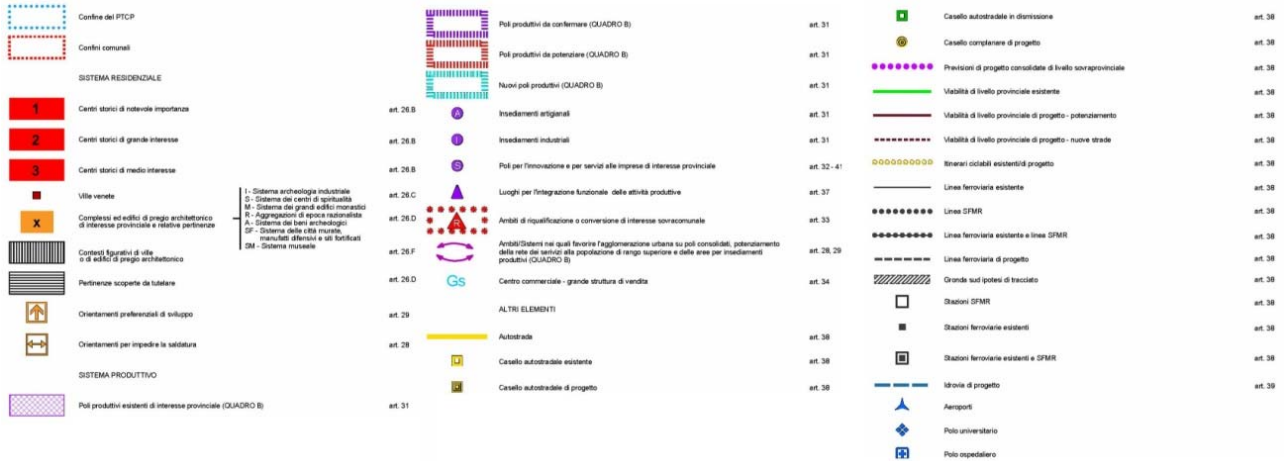 Confine del PTCP
Confini comunali
SISTEMA RESIDENZIALE
1 Centri storici di notevole importanza art. 26.B
2 Centri storici di grande interesse art. 26.B
3 Centri storici di medio interesse art. 26.B
Ville venete art. 26.C
x Complessi ed edifici di pregio architettonico
di interesse provinciale e relative pertinenze art. 26.D
I - Sistema archeologia industriale
S - Sistema dei centri di spiritualità
M - Sistema dei grandi edifici monastici
R - Aggregazioni di epoca razionalista
A - Sistema dei beni archeologici
SF - Sistema delle città murate,
manufatti difensivi e siti fortificati
SM - Sistema museale
Contesti figurativi di ville
o di edifici di pregio architettonico art. 26.F
Pertinenze scoperte da tutelare art. 26.D
Orientamenti preferenziali di sviluppo art. 29
Orientamenti per impedire la saldatura art. 28
SISTEMA PRODUTTIVO
Poli produttivi esistenti di interesse provinciale (QUADRO B) art. 31
Poli produttivi da confermare (QUADRO B) art. 31
Poli produttivi da potenziare (QUADRO B) art. 31
Nuovi poli produttivi (QUADRO B) art. 31
A Insediamenti artigianali art. 31
I Insediamenti industriali art. 31
S Poli per l'innovazione e per servizi alle imprese di interesse provinciale art. 32 - 41
Luoghi per l'integrazione funzionale delle attività produttive art. 37
R Ambiti di riqualificazione o conversione di interesse sovracomunale art. 33
Ambiti/Sistemi nei quali favorire l'agglomerazione urbana su poli consolidati, potenziamento
della rete dei serivizi alla popolazione di rango superiore e delle aree per insediamenti
produttivi (QUADRO B) art. 28, 29
Gs Centro commerciale - grande struttura di vendita art. 34
ALTRI ELEMENTI
Autostrada art. 38
Casello autostradale esistente art. 38
Casello autostradale di progetto art. 38
Casello autostradale in dismissione art. 38
Casello complanare di progetto art. 38
Previsioni di progetto consolidate di livello sovraprovinciale art. 38
Viabilità di livello provinciale esistente art. 38
Viabilità di livello provinciale di progetto - potenziamento art. 38
Viabilità di livello provinciale di progetto - nuove strade art. 38
Itinerari ciclabili esistenti/di progetto art. 38
Linea ferroviaria esistente art. 38
Linea SFMR art. 38
Linea ferroviaria esistente e linea SFMR art. 38
Linea ferroviaria di progetto art. 38
Gronda sud ipotesi di tracciato art. 38
Stazioni SFMR art. 38
Stazioni ferroviarie esistenti art. 38
Stazioni ferroviarie esistenti e SFMR art. 38
Idrovia di progetto art. 39
Aeroporti
Polo universitario
Polo ospedaliero